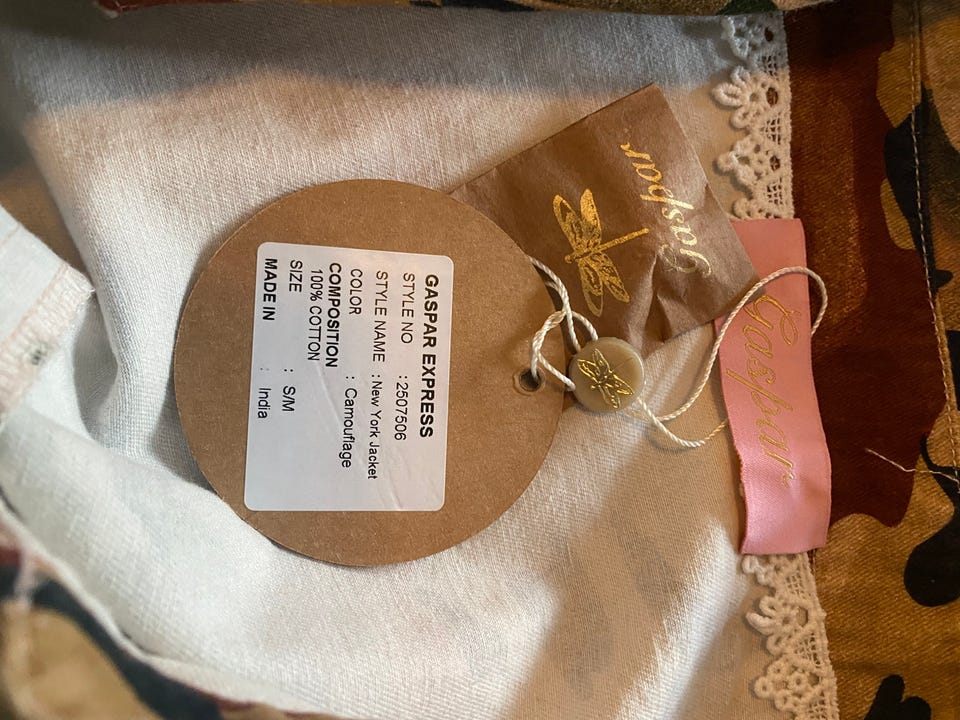 GASPAR EXPRESS
STYLE NO : 2507506
STYLE NAME : New York Jacket
COLOR : Camouflage
COMPOSITION
100% COTTON
SIZE : S/M
MADE IN : India
Gaspar
Gaspar